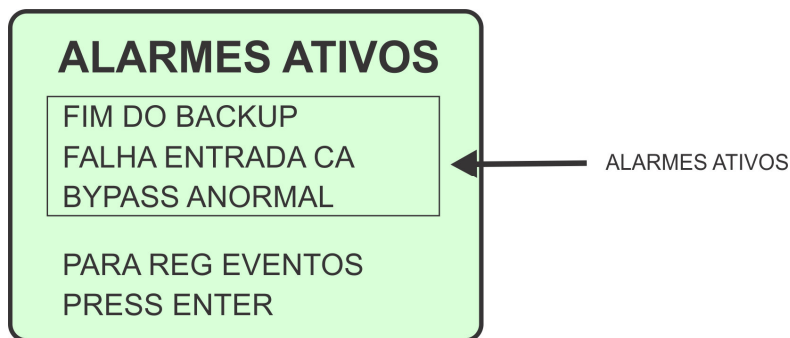 ALARMES ATIVOS
FIM DO BACKUP
FALHA ENTRADA CA
BYPASS ANORMAL
ALARMES ATIVOS
PARA REG EVENTOS
PRESS ENTER